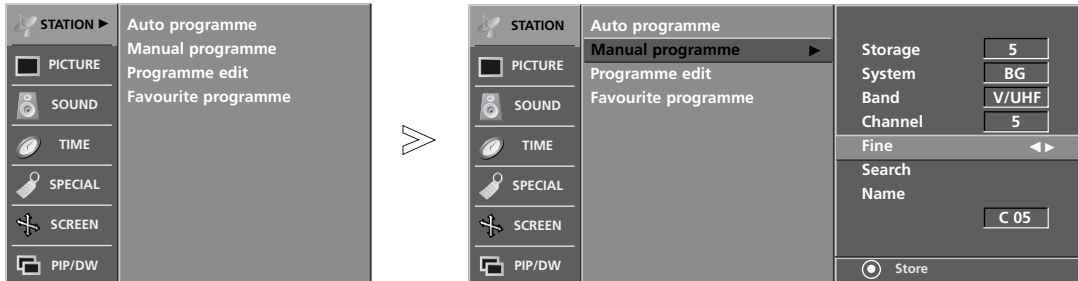 STATION ►
PICTURE
SOUND
TIME
SPECIAL
SCREEN
PIP/DW
Auto programme
Manual programme
Programme edit
Favourite programme
STATION
PICTURE
SOUND
TIME
SPECIAL
SCREEN
PIP/DW
Auto programme
Manual programme ►
Programme edit
Favourite programme
Storage 5
System BG
Band V/UHF
Channel 5
Fine ◄►
Search
Name
C 05
Store